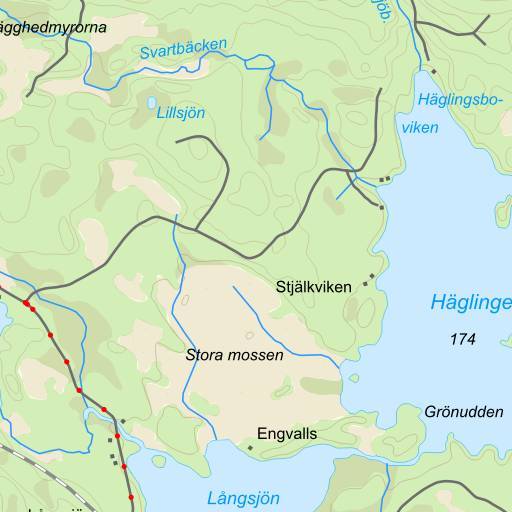 ägghedmyrorna
Svartbäcken
Lillsjön
Häglingsbo-
viken
Stjälkviken
Häglinge
174
Stora mossen
Grönudden
Engvalls
Långsjön